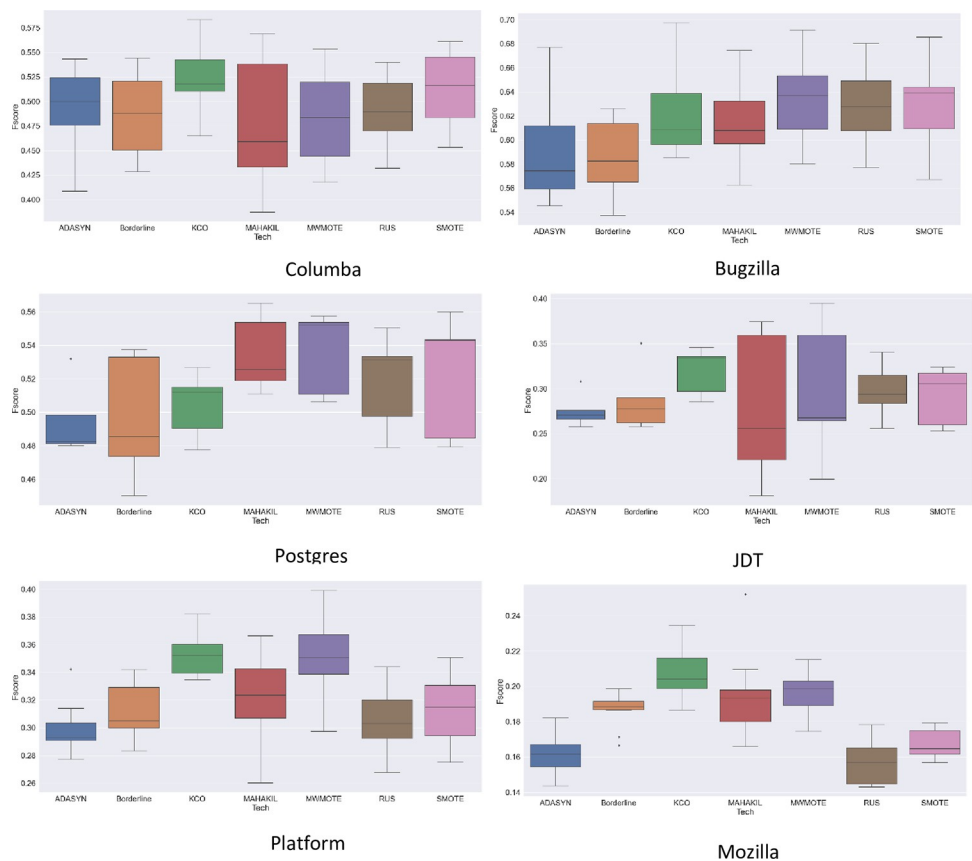 0.575
0.550
0.525
0.500
0.475
0.450
0.425
0.400
Fscore
ADASYN Borderline KCO MAHAKIL MWMOTE RUS SMOTE
Tech
Columba
0.70
0.68
0.66
0.64
0.62
0.60
0.58
0.56
0.54
Fscore
ADASYN Borderline KCO MAHAKIL MWMOTE RUS SMOTE
Tech
Bugzilla
0.56
0.54
0.52
0.50
0.48
0.46
Fscore
ADASYN Borderline KCO MAHAKIL MWMOTE RUS SMOTE
Tech
Postgres
0.40
0.35
0.30
0.25
0.20
Fscore
ADASYN Borderline KCO MAHAKIL MWMOTE RUS SMOTE
Tech
JDT
0.40
0.38
0.36
0.34
0.32
0.30
0.28
0.26
Fscore
ADASYN Borderline KCO MAHAKIL MWMOTE RUS SMOTE
Tech
Platform
0.24
0.22
0.20
0.18
0.16
0.14
Fscore
ADASYN Borderline KCO MAHAKIL MWMOTE RUS SMOTE
Tech
Mozilla